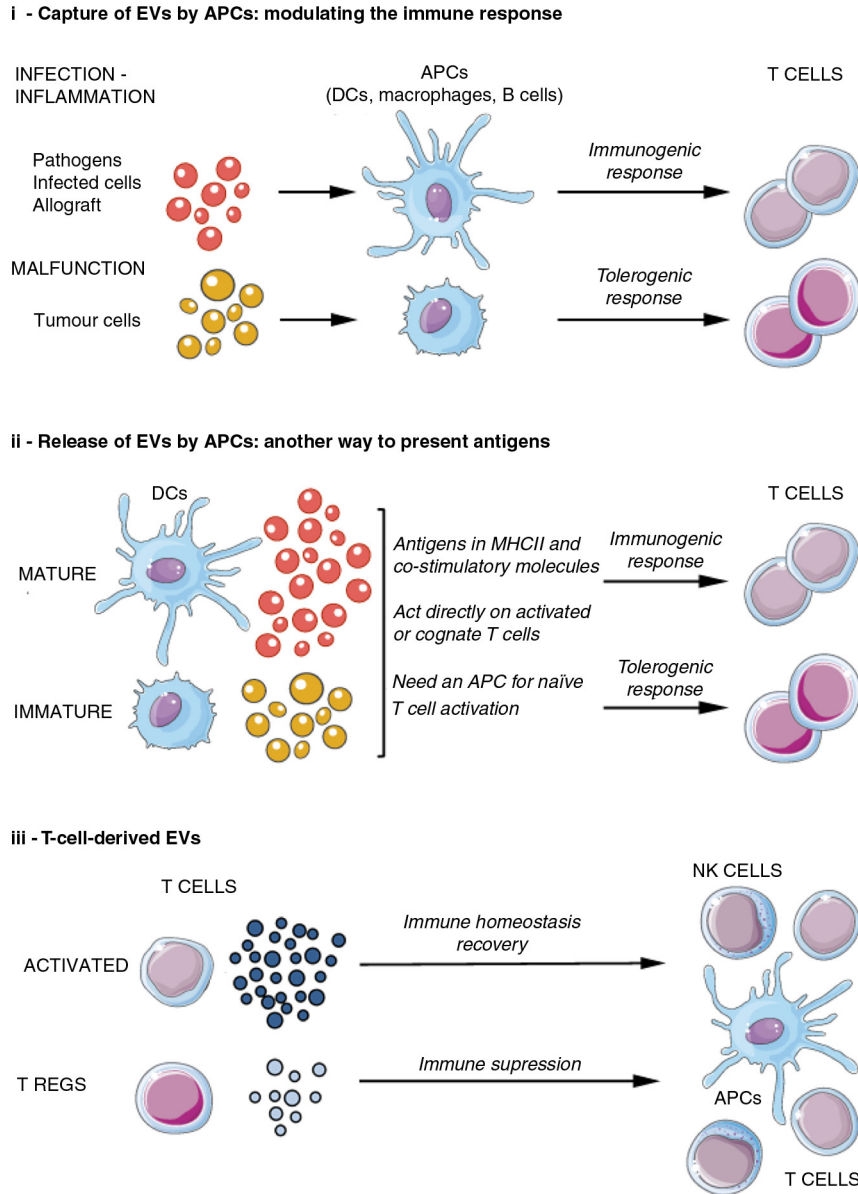 i - Capture of EVs by APCs: modulating the immune response
INFECTION -
INFLAMMATION
APCs
(DCs, macrophages, B cells)
T CELLS
Pathogens
Infected cells
Allograft
Immunogenic
response
MALFUNCTION
Tumour cells
Tolerogenic
response
ii - Release of EVs by APCs: another way to present antigens
DCs
T CELLS
MATURE
Antigens in MHCII and
co-stimulatory molecules
Immunogenic
response
Act directly on activated
or cognate T cells
IMMATURE
Need an APC for naïve
T cell activation
Tolerogenic
response
iii - T-cell-derived EVs
T CELLS
NK CELLS
ACTIVATED
Immune homeostasis
recovery
T REGS
Immune supression
APCs
T CELLS